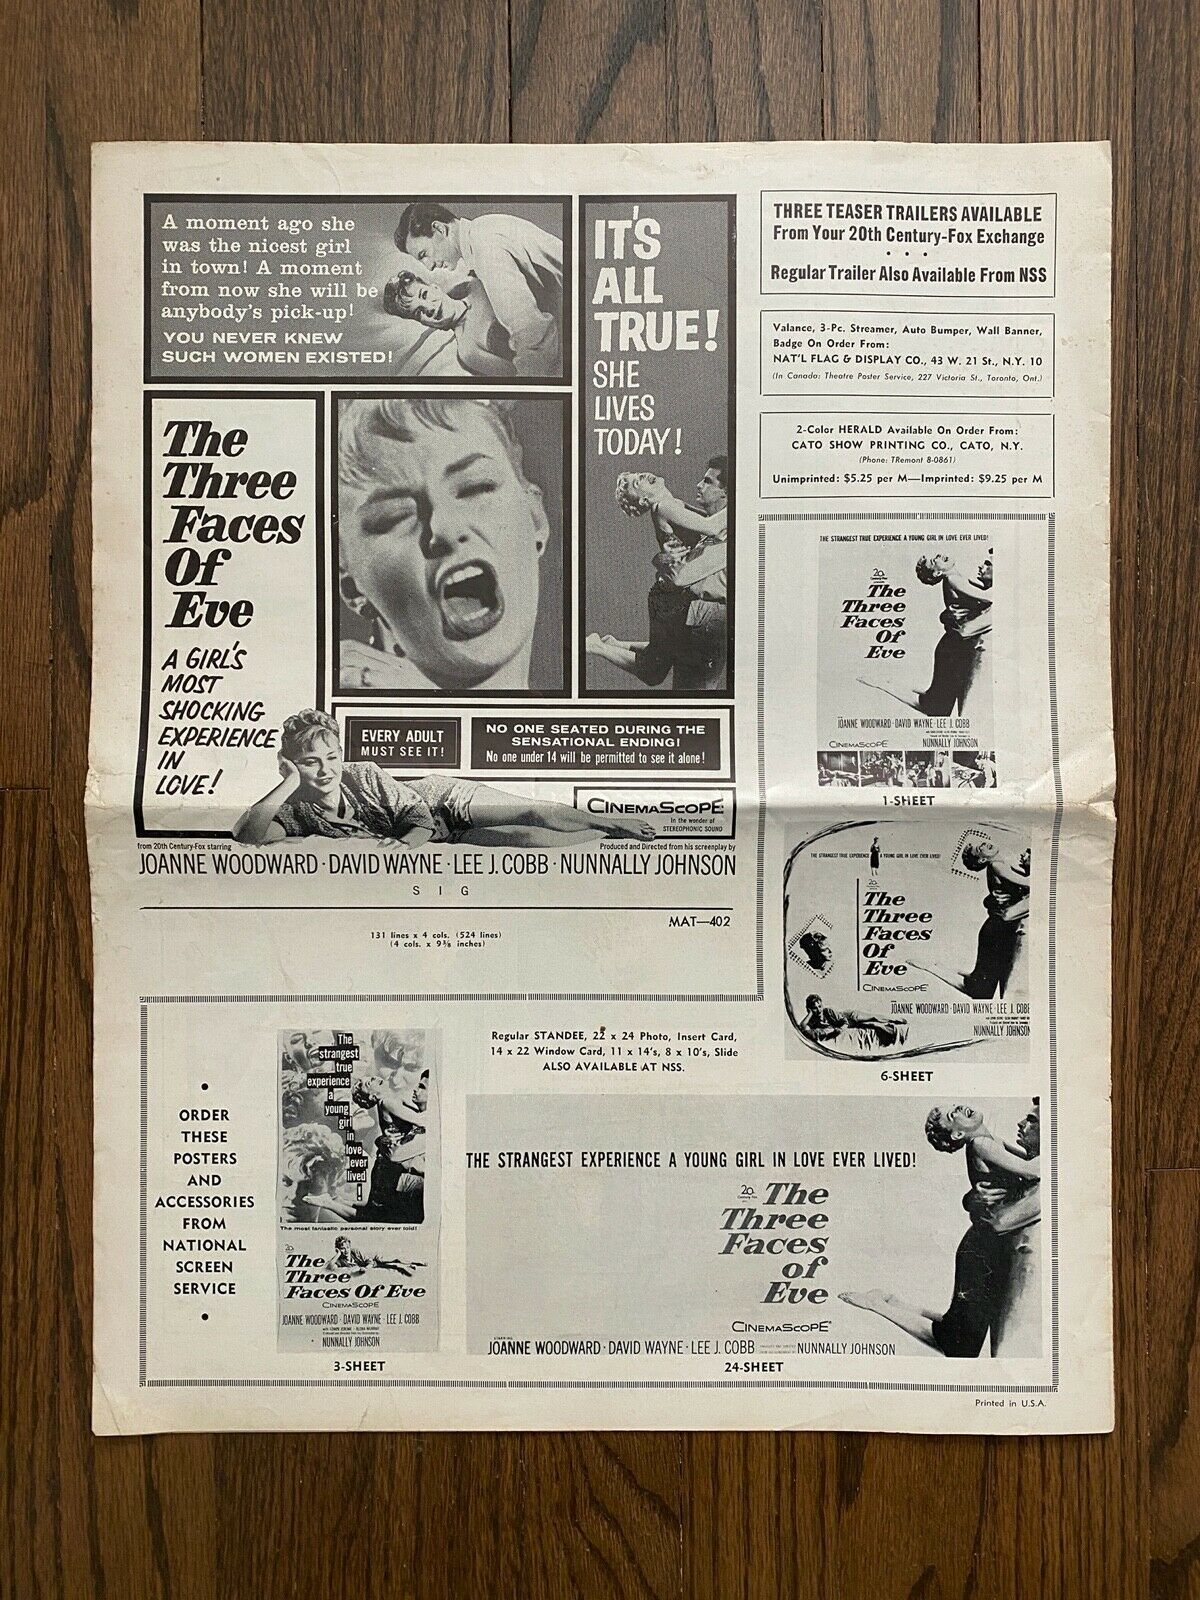 A moment ago she
was the nicest girl
in town! A moment
from now she will be
anybody's pick-up!
YOU NEVER KNEW
SUCH WOMEN EXISTED!
IT'S
ALL
TRUE!
SHE
LIVES
TODAY!
The
Three
Faces
Of
Eve
A GIRL'S
MOST
SHOCKING
EXPERIENCE
IN
LOVE!
EVERY ADULT
MUST SEE IT!
NO ONE SEATED DURING THE
SENSATIONAL ENDING!
No one under 14 will be permitted to see it alone!
CINEMASCOPE
In the wonder of
STEREOPHONIC SOUND
from 20th Century-Fox starring
Produced and Directed from his screenplay by
JOANNE WOODWARD · DAVID WAYNE · LEE J. COBB · NUNNALLY JOHNSON
SIG
MAT—402
131 lines x 4 cols. (524 lines)
(4 cols. x 9⅜ inches)
THREE TEASER TRAILERS AVAILABLE
From Your 20th Century-Fox Exchange
• • •
Regular Trailer Also Available From NSS
Valance, 3-Pc. Streamer, Auto Bumper, Wall Banner,
Badge On Order From:
NAT'L FLAG & DISPLAY CO., 43 W. 21 St., N.Y. 10
(In Canada: Theatre Poster Service, 227 Victoria St., Toronto, Ont.)
2-Color HERALD Available On Order From:
CATO SHOW PRINTING CO., CATO, N.Y.
(Phone: TRemont 8-0861)
Unimprinted: $5.25 per M—Imprinted: $9.25 per M
THE STRANGEST TRUE EXPERIENCE A YOUNG GIRL IN LOVE EVER LIVED!
20
Century-Fox
The
Three
Faces
Of
Eve
JOANNE WOODWARD · DAVID WAYNE · LEE J. COBB
CINEMASCOPE
NUNNALLY JOHNSON
1-SHEET
THE STRANGEST TRUE EXPERIENCE A YOUNG GIRL IN LOVE EVER LIVED!
20
The
Three
Faces
Of
Eve
CINEMASCOPE
JOANNE WOODWARD · DAVID WAYNE · LEE J. COBB
NUNNALLY JOHNSON
6-SHEET
Regular STANDEE, 22 x 24 Photo, Insert Card,
14 x 22 Window Card, 11 x 14's, 8 x 10's, Slide
ALSO AVAILABLE AT NSS.
•
ORDER
THESE
POSTERS
AND
ACCESSORIES
FROM
NATIONAL
SCREEN
SERVICE
•
The
strangest
true
experience
a
young
girl
in
love
ever
lived
!
The most fantastic personal story ever told!
20
The
Three
Faces Of Eve
CINEMASCOPE
JOANNE WOODWARD · DAVID WAYNE · LEE J. COBB
NUNNALLY JOHNSON
3-SHEET
THE STRANGEST EXPERIENCE A YOUNG GIRL IN LOVE EVER LIVED!
20
Century-Fox
The
Three
Faces
of
Eve
CINEMASCOPE
STARRING
JOANNE WOODWARD · DAVID WAYNE · LEE J. COBB
NUNNALLY JOHNSON
24-SHEET
Printed in U.S.A.